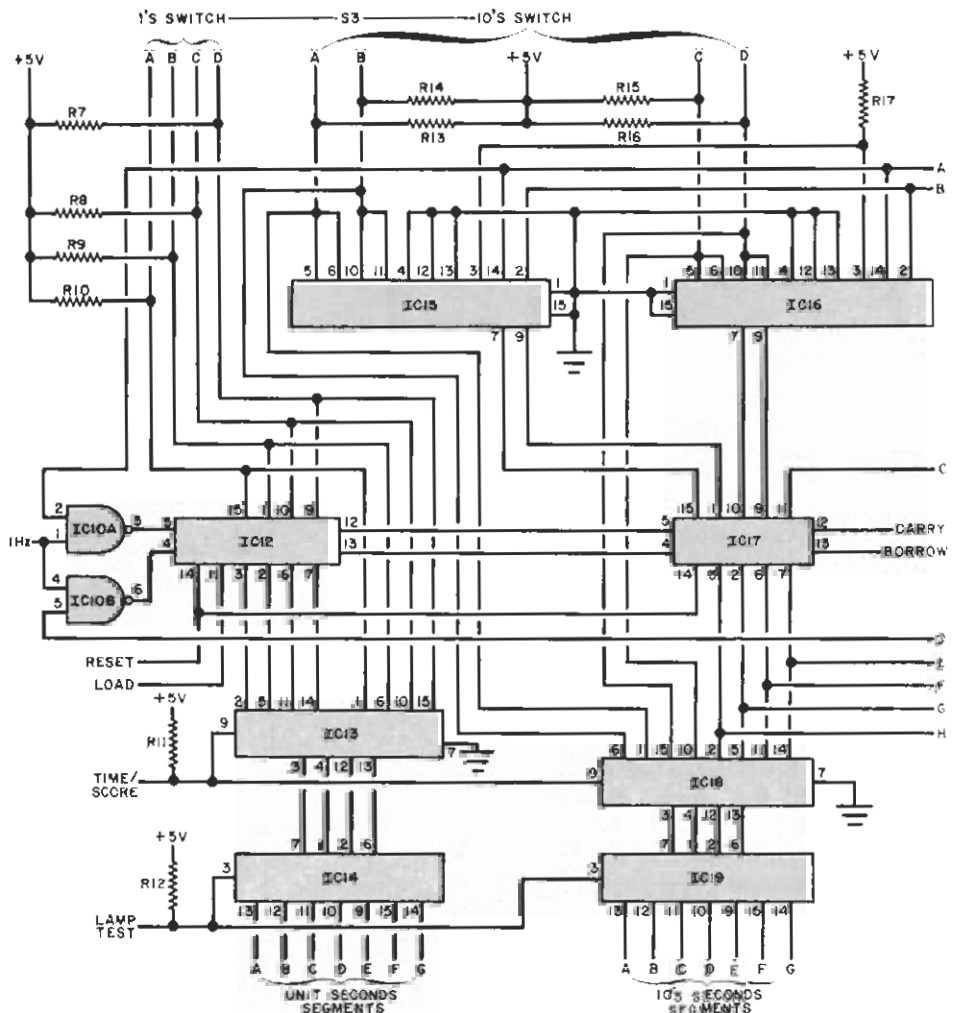 1'S SWITCH S3 10'S SWITCH
A B C D A B +5V C D
+5V +5V
R7 R14 R15 R17
R13 R16
A
B
R8
R9
R10
5 6 10 11 4 12 13 3 14 2 5 6 10 11 4 12 13 3 14 2
IC15 1 15 1 15 IC16
7 9 7 9
C
2 1 IC10A 3
1Hz
4 5 IC10B 6
15 1 10 9 15 1 10 9 11
5 4 IC12 12 13 5 4 IC17 12 13
CARRY
BORROW
14 11 3 2 6 7 14 3 2 6 7
D
RESET
E
LOAD
F
+5V
G
H
2 5 11 14 1 6 10 15
R11 9 IC13 7
3 4 12 13
TIME/
SCORE
6 1 15 10 2 5 11 14
9 IC18 7
3 4 12 13
+5V
7 1 2 6 7 1 2 6
R12 3 IC14 3 IC19
13 12 11 10 9 15 14 13 12 11 10 9 15 14
LAMP
TEST
A B C D E F G A B C D E F G
UNIT SECONDS
SEGMENTS
10'S SECONDS
SEGMENTS